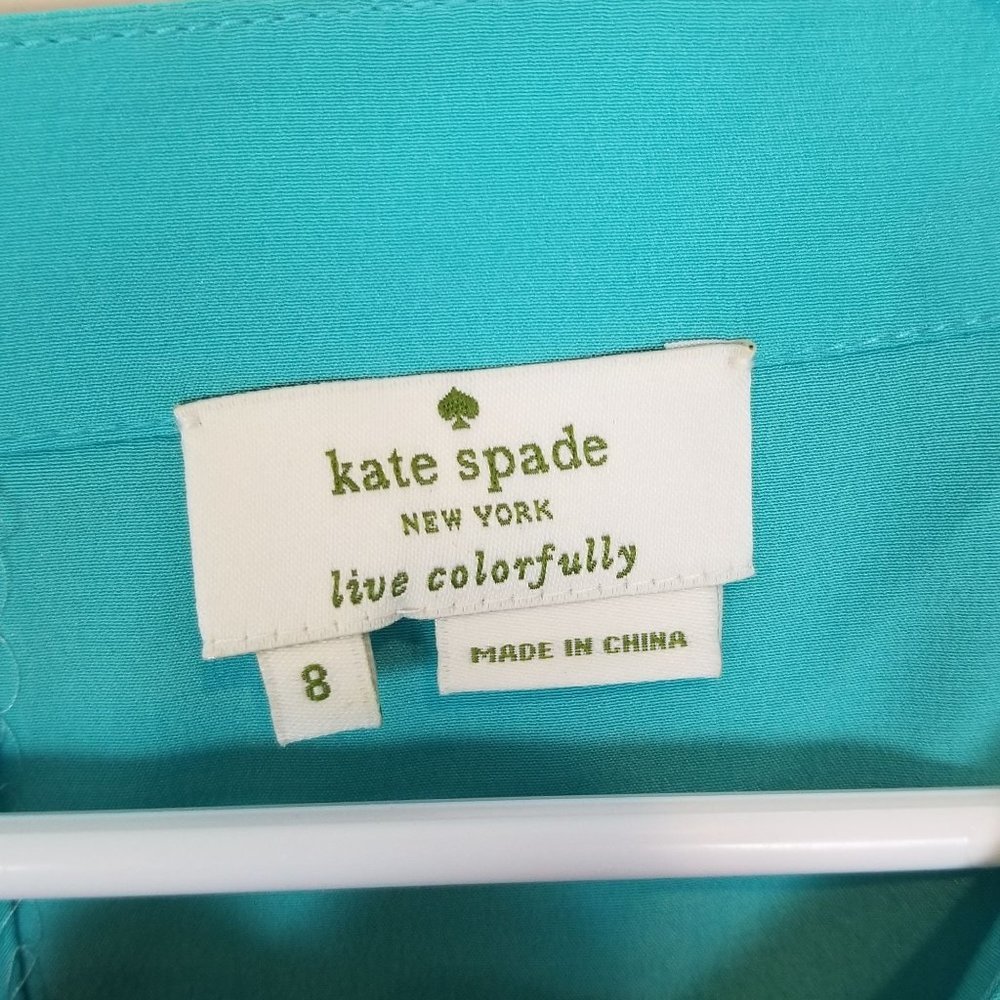 kate spade
NEW YORK
live colorfully
8
MADE IN CHINA